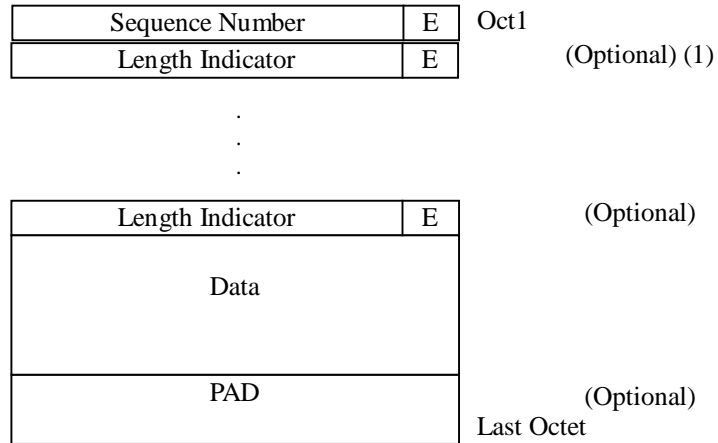 Sequence Number E Oct1
Length Indicator E (Optional) (1)
.
.
.
Length Indicator E (Optional)
Data
PAD (Optional)
Last Octet